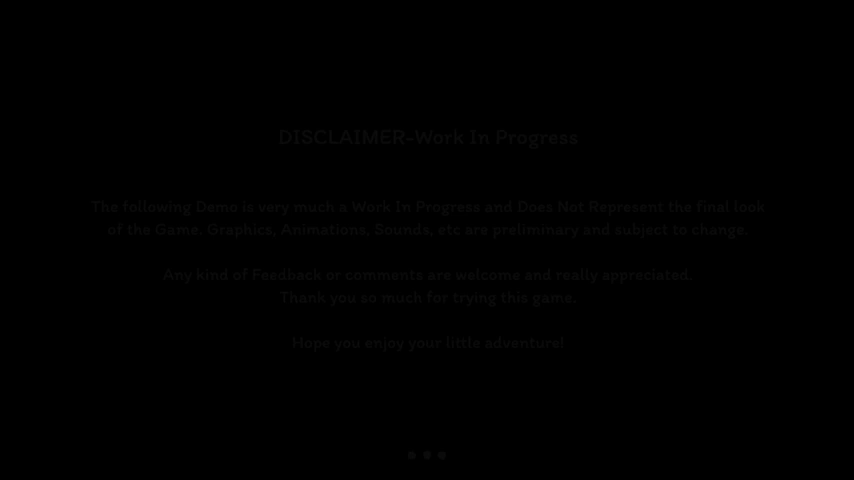 DISCLAIMER-Work In Progress
The following Demo is very much a Work In Progress and Does Not Represent the final look
of the Game. Graphics, Animations, Sounds, etc are preliminary and subject to change.
Any kind of Feedback or comments are welcome and really appreciated.
Thank you so much for trying this game.
Hope you enjoy your little adventure!